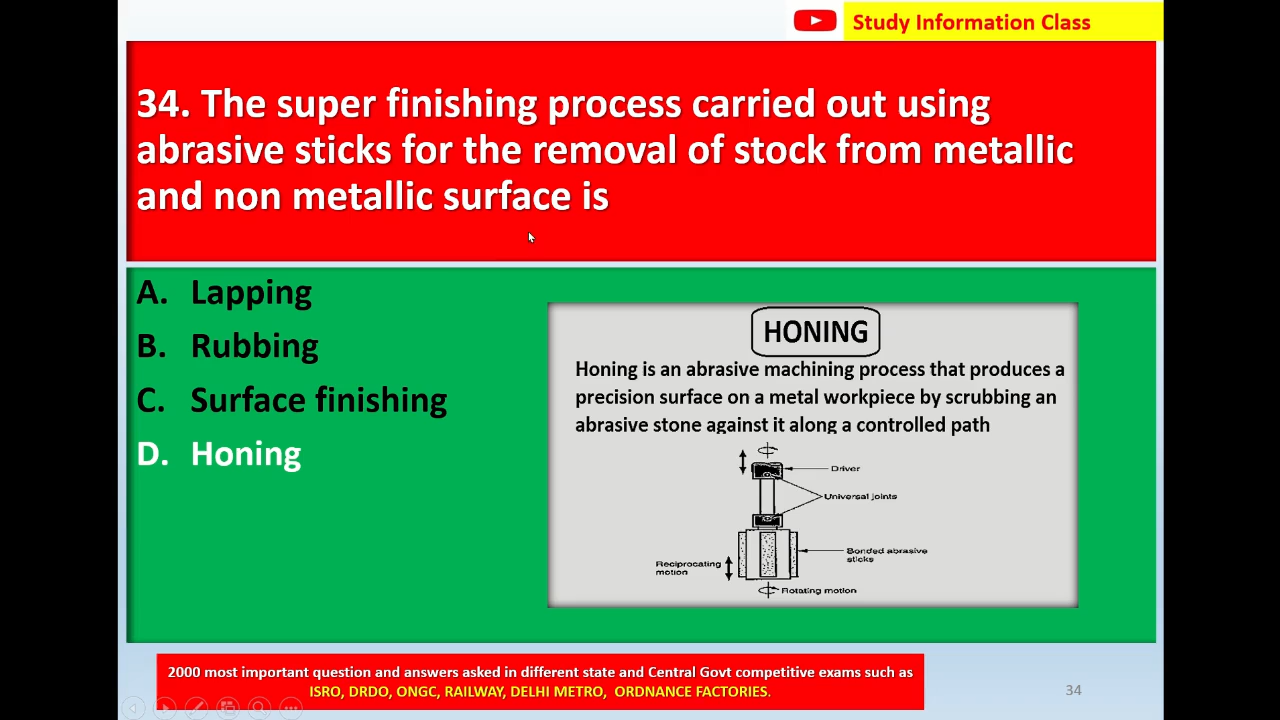 Study Information Class
34. The super finishing process carried out using
abrasive sticks for the removal of stock from metallic
and non metallic surface is
A. Lapping
B. Rubbing
C. Surface finishing
D. Honing
HONING
Honing is an abrasive machining process that produces a
precision surface on a metal workpiece by scrubbing an
abrasive stone against it along a controlled path
Driver
Universal joints
Bonded abrasive
sticks
Reciprocating
motion
Rotating motion
2000 most important question and answers asked in different state and Central Govt competitive exams such as
ISRO, DRDO, ONGC, RAILWAY, DELHI METRO, ORDNANCE FACTORIES.
34